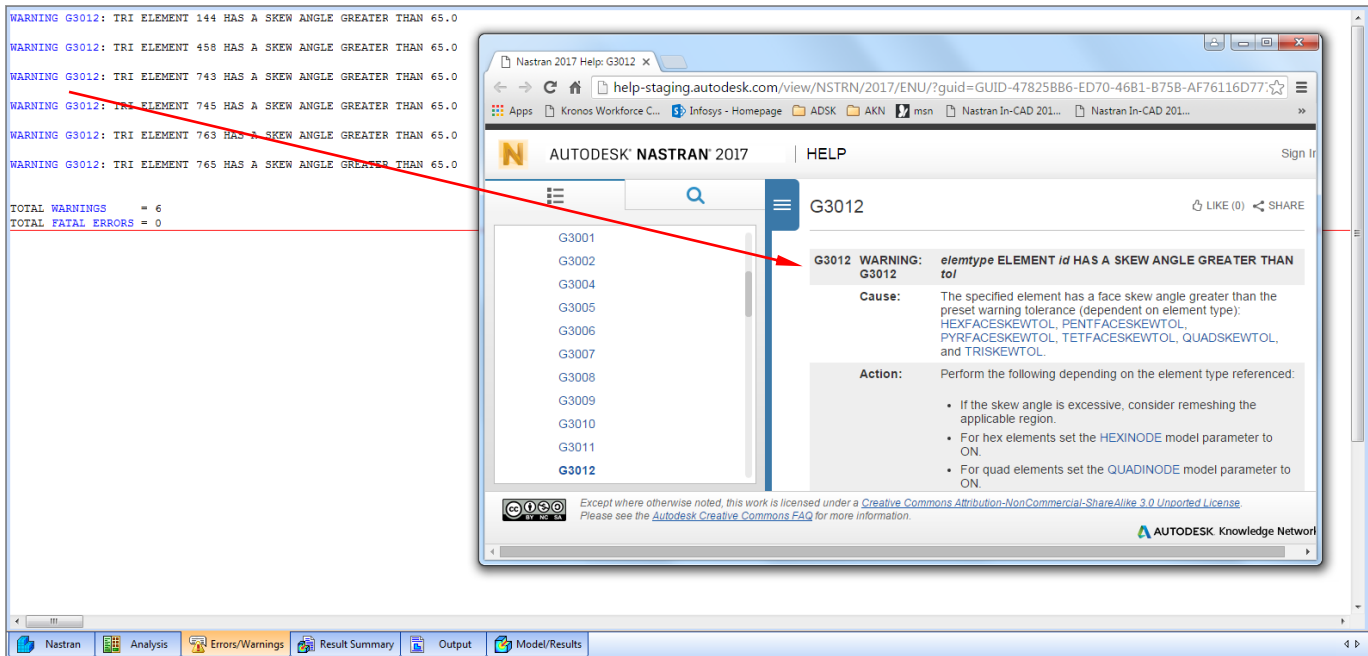 WARNING G3012: TRI ELEMENT 144 HAS A SKEW ANGLE GREATER THAN 65.0
WARNING G3012: TRI ELEMENT 458 HAS A SKEW ANGLE GREATER THAN 65.0
WARNING G3012: TRI ELEMENT 743 HAS A SKEW ANGLE GREATER THAN 65.0
WARNING G3012: TRI ELEMENT 745 HAS A SKEW ANGLE GREATER THAN 65.0
WARNING G3012: TRI ELEMENT 763 HAS A SKEW ANGLE GREATER THAN 65.0
WARNING G3012: TRI ELEMENT 765 HAS A SKEW ANGLE GREATER THAN 65.0
TOTAL WARNINGS = 6
TOTAL FATAL ERRORS = 0
Nastran 2017 Help: G3012
help-staging.autodesk.com/view/NSTRN/2017/ENU/?guid=GUID-47825BB6-ED70-46B1-B75B-AF76116D77
Apps Kronos Workforce C... Infosys - Homepage ADSK AKN msn Nastran In-CAD 201... Nastran In-CAD 201... »
N AUTODESK® NASTRAN® 2017 HELP Sign In
G3001
G3002
G3004
G3005
G3006
G3007
G3008
G3009
G3010
G3011
G3012
G3012 LIKE (0) SHARE
G3012 WARNING: elemtype ELEMENT id HAS A SKEW ANGLE GREATER THAN
G3012 tol
Cause: The specified element has a face skew angle greater than the
preset warning tolerance (dependent on element type):
HEXFACESKEWTOL, PENTFACESKEWTOL,
PYRFACESKEWTOL, TETFACESKEWTOL, QUADSKEWTOL,
and TRISKEWTOL.
Action: Perform the following depending on the element type referenced:
• If the skew angle is excessive, consider remeshing the
applicable region.
• For hex elements set the HEXINODE model parameter to
ON.
• For quad elements set the QUADINODE model parameter to
ON.
cc BY NC SA
Except where otherwise noted, this work is licensed under a Creative Commons Attribution-NonCommercial-ShareAlike 3.0 Unported License.
Please see the Autodesk Creative Commons FAQ for more information.
AUTODESK. Knowledge Networ
Nastran Analysis Errors/Warnings Result Summary Output Model/Results